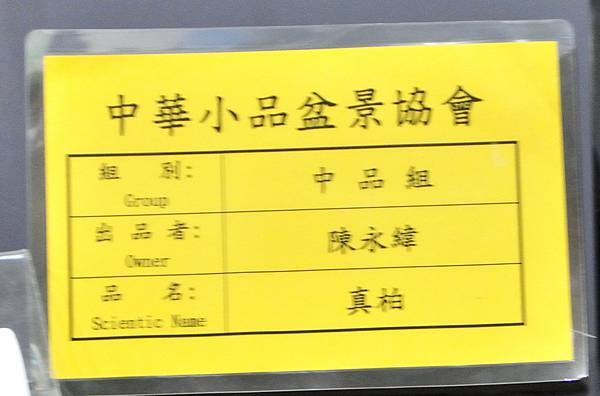 中華小品盆景協會
組 別: 中品組
Group
出品者: 陳永緯
Owner
品 名: 真柏
Scientic Name